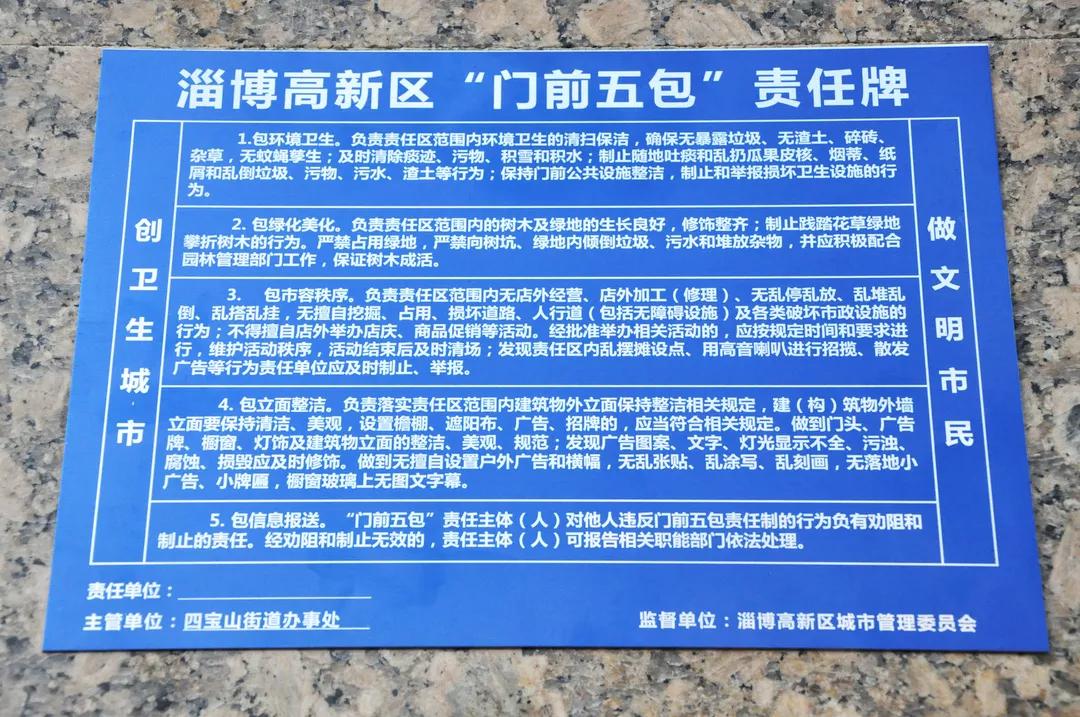 淄博高新区“门前五包”责任牌
创卫生城市
1.包环境卫生。负责责任区范围内环境卫生的清扫保洁，确保无暴露垃圾、无渣土、碎砖、
杂草，无蚊蝇孳生；及时清除痰迹、污物、积雪和积水；制止随地吐痰和乱扔瓜果皮核、烟蒂、纸
屑和乱倒垃圾、污物、污水、渣土等行为；保持门前公共设施整洁，制止和举报损坏卫生设施的行
为。
2. 包绿化美化。负责责任区范围内的树木及绿地的生长良好，修饰整齐；制止践踏花草绿地
攀折树木的行为。严禁占用绿地，严禁向树坑、绿地内倾倒垃圾、污水和堆放杂物，并应积极配合
园林管理部门工作，保证树木成活。
3. 包市容秩序。负责责任区范围内无店外经营、店外加工（修理）、无乱停乱放、乱堆乱
倒、乱搭乱挂，无擅自挖掘、占用、损坏道路、人行道（包括无障碍设施）及各类破坏市政设施的
行为；不得擅自店外举办店庆、商品促销等活动。经批准举办相关活动的，应按规定时间和要求进
行，维护活动秩序，活动结束后及时清场；发现责任区内乱摆摊设点、用高音喇叭进行招揽、散发
广告等行为责任单位应及时制止、举报。
4. 包立面整洁。负责落实责任区范围内建筑物外立面保持整洁相关规定，建（构）筑物外墙
立面要保持清洁、美观，设置檐棚、遮阳布、广告、招牌的，应当符合相关规定。做到门头、广告
牌、橱窗、灯饰及建筑物立面的整洁、美观、规范；发现广告图案、文字、灯光显示不全、污浊、
腐蚀、损毁应及时修饰。做到无擅自设置户外广告和横幅，无乱张贴、乱涂写、乱刻画，无落地小
广告、小牌匾，橱窗玻璃上无图文字幕。
5. 包信息报送。“门前五包”责任主体（人）对他人违反门前五包责任制的行为负有劝阻和
制止的责任。经劝阻和制止无效的，责任主体（人）可报告相关职能部门依法处理。
做文明市民
责任单位：
主管单位：四宝山街道办事处
监督单位：淄博高新区城市管理委员会